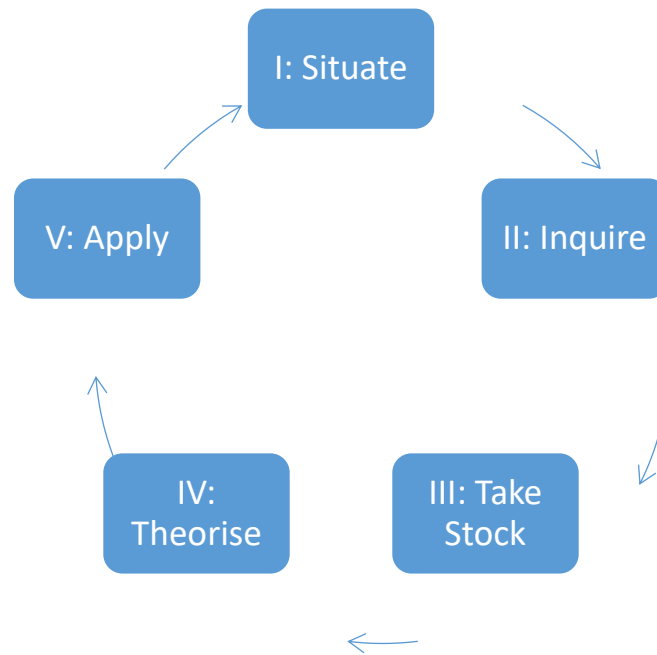 I: Situate
II: Inquire
III: Take
Stock
IV:
Theorise
V: Apply